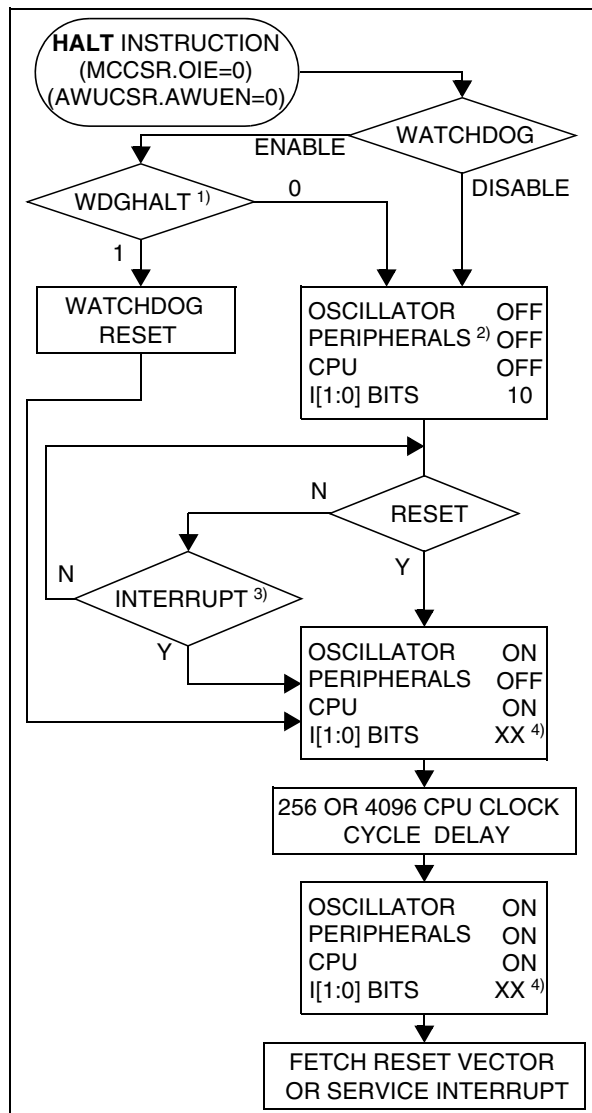 HALT INSTRUCTION
(MCCSR.OIE=0)
(AWUCSR.AWUEN=0)
WATCHDOG
ENABLE
DISABLE
WDGHALT 1)
0
1
WATCHDOG
RESET
OSCILLATOR OFF
PERIPHERALS 2) OFF
CPU OFF
I[1:0] BITS 10
RESET
N
Y
INTERRUPT 3)
N
Y
OSCILLATOR ON
PERIPHERALS OFF
CPU ON
I[1:0] BITS XX 4)
256 OR 4096 CPU CLOCK
CYCLE DELAY
OSCILLATOR ON
PERIPHERALS ON
CPU ON
I[1:0] BITS XX 4)
FETCH RESET VECTOR
OR SERVICE INTERRUPT